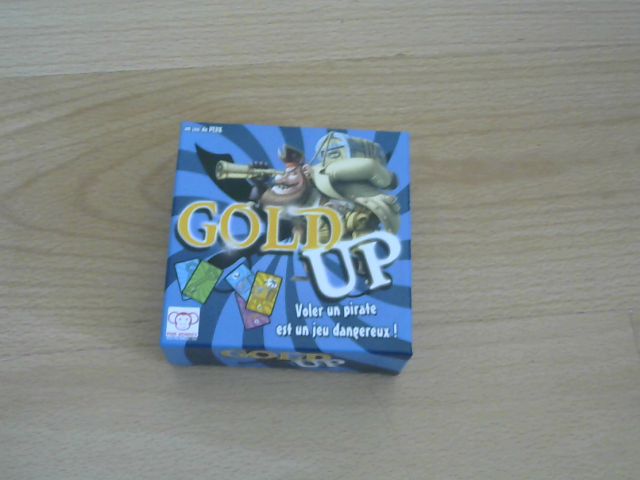 GOLD
UP
Voler un pirate
est un jeu dangereux !
GOLD UP